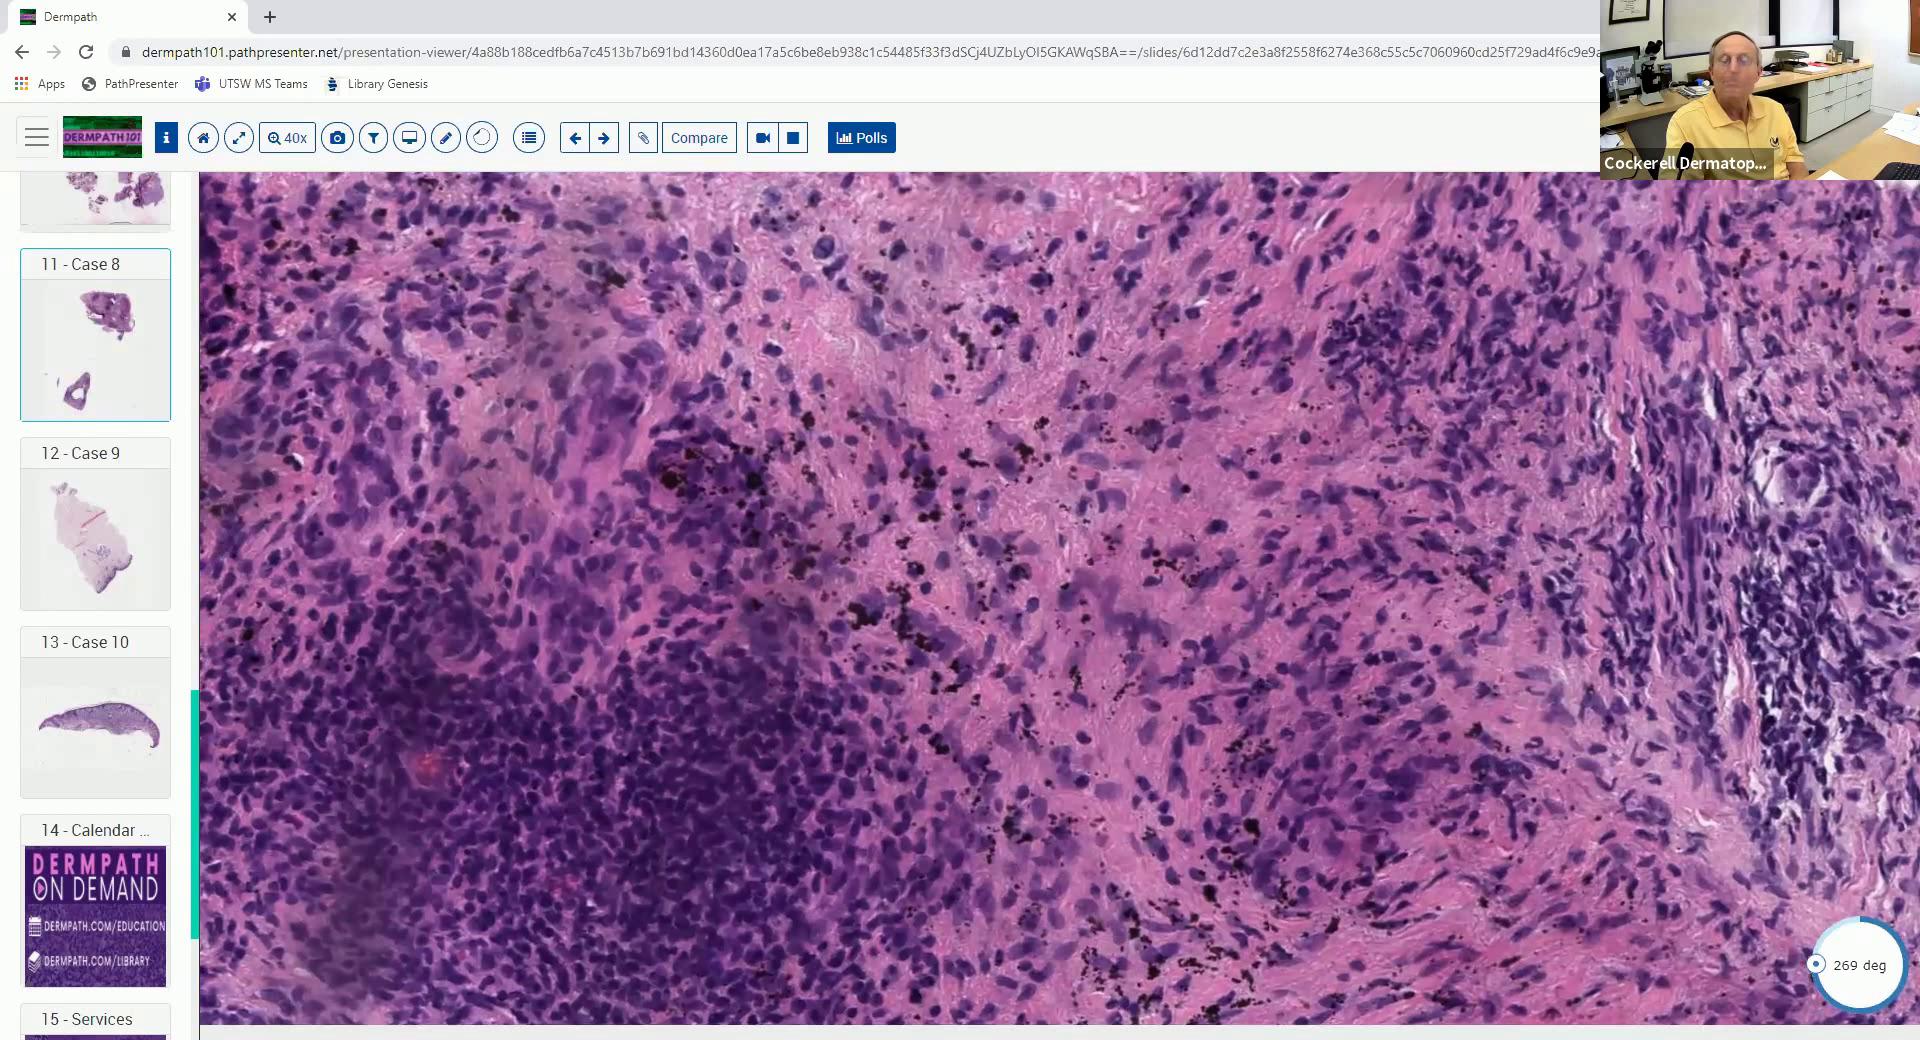 Dermpath
dermpath101.pathpresenter.net/presentation-viewer/4a88b188cedfb6a7c4513b7b691bd14360d0ea17a5c6be8eb938c1c54485f33f3dSCj4UZbLyOI5GKAWqSBA==/slides/6d12dd7c2e3a8f2558f6274e368c55c5c7060960cd25f729ad4f6c9e9a
Apps PathPresenter UTSW MS Teams Library Genesis
DERMPATH 101 40x Compare Polls
Cockerell Dermatop...
11 - Case 8
12 - Case 9
13 - Case 10
14 - Calendar ...
DERMPATH
ON DEMAND
DERMPATH.COM/EDUCATION
DERMPATH.COM/LIBRARY
15 - Services
269 deg